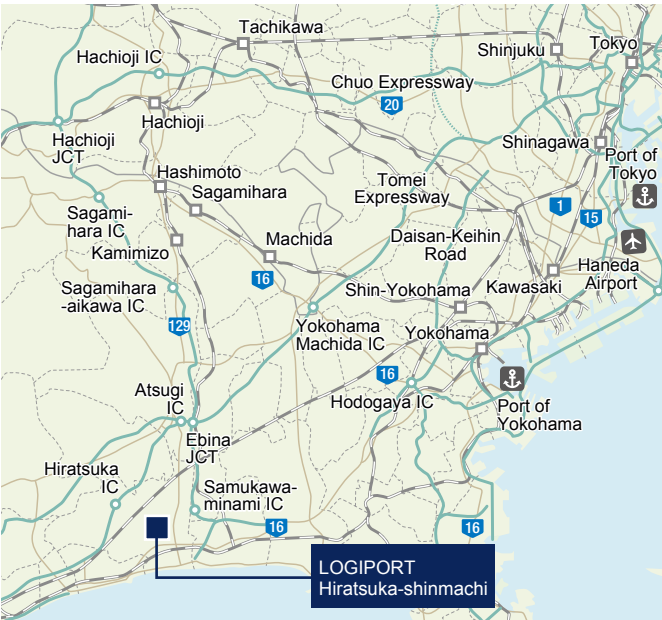 Tachikawa
Hachioji IC
Shinjuku
Tokyo
Chuo Expressway
20
Hachioji
Hachioji
JCT
Shinagawa
Port of
Tokyo
Hashimoto
Sagamihara
Tomei
Expressway
1
15
Sagami-
hara IC
Kamimizo
Machida
16
Daisan-Keihin
Road
Haneda
Airport
Kawasaki
Sagamihara
-aikawa IC
Shin-Yokohama
129
Yokohama
Machida IC
Yokohama
16
Hodogaya IC
Port of
Yokohama
Atsugi
IC
Ebina
JCT
Hiratsuka
IC
Samukawa-
minami IC
16
16
LOGIPORT
Hiratsuka-shinmachi